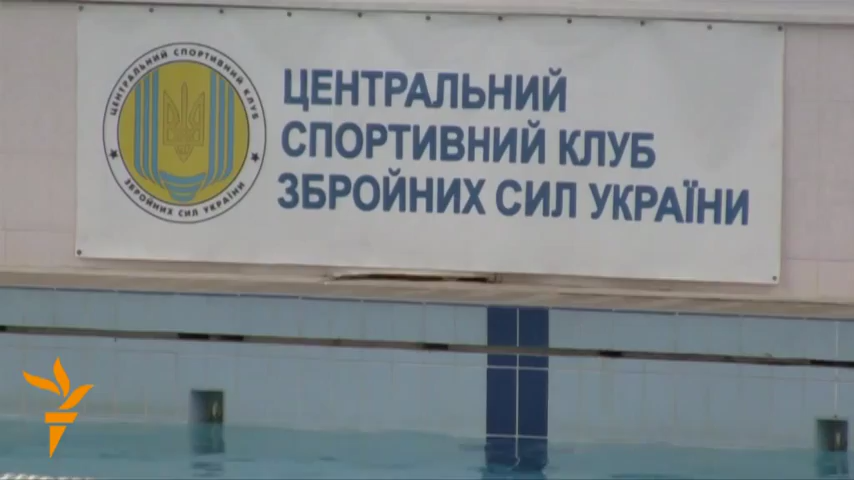 ЦЕНТРАЛЬНИЙ СПОРТИВНИЙ КЛУБ
ЗБРОЙНИХ СИЛ УКРАЇНИ
ЦЕНТРАЛЬНИЙ
СПОРТИВНИЙ КЛУБ
ЗБРОЙНИХ СИЛ УКРАЇНИ